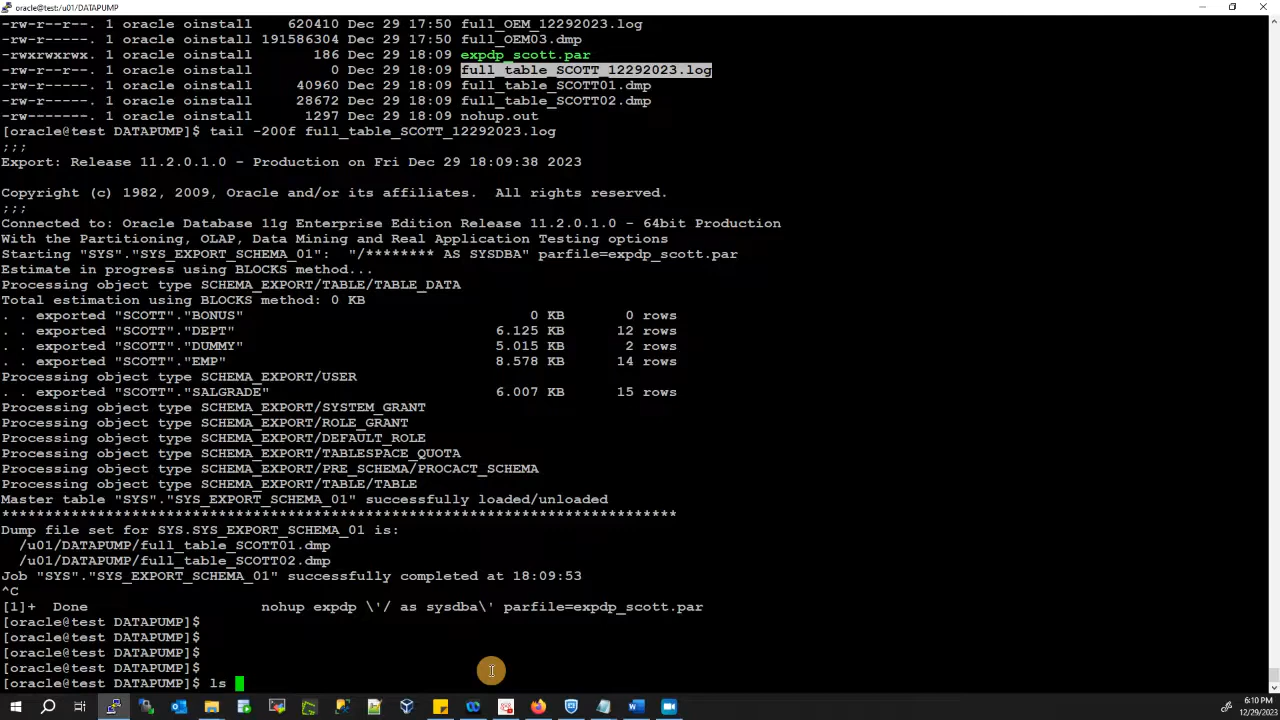 oracle@test:/u01/DATAPUMP
-rw-r--r--. 1 oracle oinstall    620410 Dec 29 17:50 full_OEM_12292023.log
-rw-r-----. 1 oracle oinstall 191586304 Dec 29 17:50 full_OEM03.dmp
-rwxrwxrwx. 1 oracle oinstall       186 Dec 29 18:09 expdp_scott.par
-rw-r--r--. 1 oracle oinstall         0 Dec 29 18:09 full_table_SCOTT_12292023.log
-rw-r-----. 1 oracle oinstall     40960 Dec 29 18:09 full_table_SCOTT01.dmp
-rw-r-----. 1 oracle oinstall     28672 Dec 29 18:09 full_table_SCOTT02.dmp
-rw-------. 1 oracle oinstall      1297 Dec 29 18:09 nohup.out
[oracle@test DATAPUMP]$ tail -200f full_table_SCOTT_12292023.log
;;;
Export: Release 11.2.0.1.0 - Production on Fri Dec 29 18:09:38 2023
Copyright (c) 1982, 2009, Oracle and/or its affiliates.  All rights reserved.
;;;
Connected to: Oracle Database 11g Enterprise Edition Release 11.2.0.1.0 - 64bit Production
With the Partitioning, OLAP, Data Mining and Real Application Testing options
Starting "SYS"."SYS_EXPORT_SCHEMA_01":  "/******** AS SYSDBA" parfile=expdp_scott.par
Estimate in progress using BLOCKS method...
Processing object type SCHEMA_EXPORT/TABLE/TABLE_DATA
Total estimation using BLOCKS method: 0 KB
. . exported "SCOTT"."BONUS"                             0 KB       0 rows
. . exported "SCOTT"."DEPT"                              6.125 KB      12 rows
. . exported "SCOTT"."DUMMY"                             5.015 KB       2 rows
. . exported "SCOTT"."EMP"                               8.578 KB      14 rows
Processing object type SCHEMA_EXPORT/USER
. . exported "SCOTT"."SALGRADE"                          6.007 KB      15 rows
Processing object type SCHEMA_EXPORT/SYSTEM_GRANT
Processing object type SCHEMA_EXPORT/ROLE_GRANT
Processing object type SCHEMA_EXPORT/DEFAULT_ROLE
Processing object type SCHEMA_EXPORT/TABLESPACE_QUOTA
Processing object type SCHEMA_EXPORT/PRE_SCHEMA/PROCACT_SCHEMA
Processing object type SCHEMA_EXPORT/TABLE/TABLE
Master table "SYS"."SYS_EXPORT_SCHEMA_01" successfully loaded/unloaded
******************************************************************************
Dump file set for SYS.SYS_EXPORT_SCHEMA_01 is:
  /u01/DATAPUMP/full_table_SCOTT01.dmp
  /u01/DATAPUMP/full_table_SCOTT02.dmp
Job "SYS"."SYS_EXPORT_SCHEMA_01" successfully completed at 18:09:53
^C
[1]+  Done                    nohup expdp \'/ as sysdba\' parfile=expdp_scott.par
[oracle@test DATAPUMP]$
[oracle@test DATAPUMP]$
[oracle@test DATAPUMP]$
[oracle@test DATAPUMP]$
[oracle@test DATAPUMP]$ ls
6:10 PM
12/29/2023